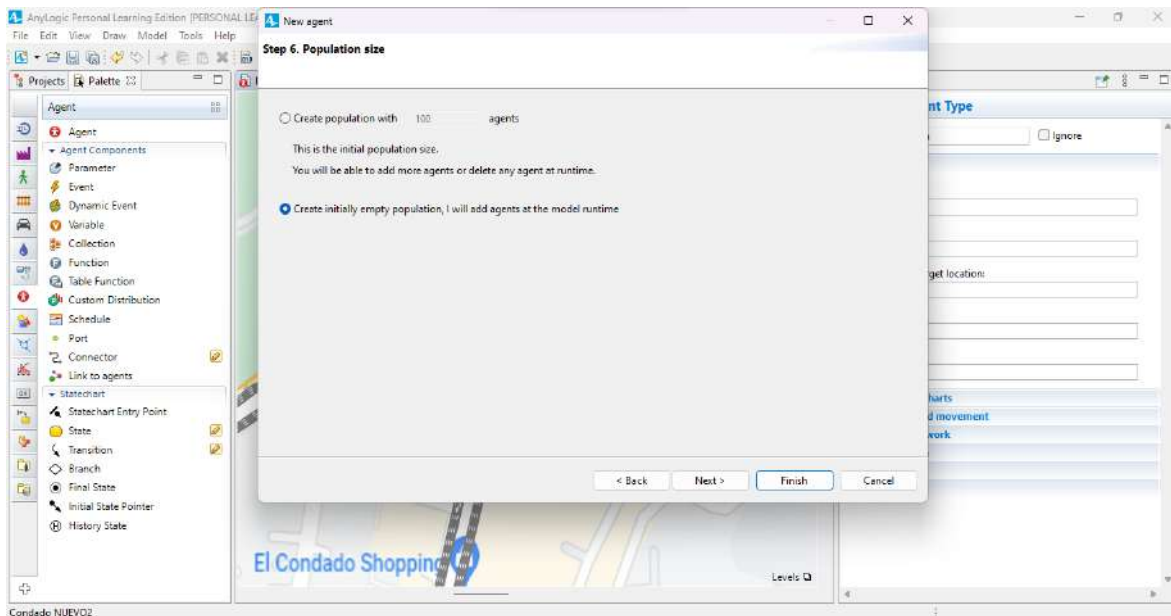 AnyLogic Personal Learning Edition [PERSONAL LE
File Edit View Draw Model Tools Help
Projects Palette
Agent
Agent
Agent Components
Parameter
Event
Dynamic Event
Variable
Collection
Function
Table Function
Custom Distribution
Schedule
Port
Connector
Link to agents
Statechart
Statechart Entry Point
State
Transition
Branch
Final State
Initial State Pointer
History State
New agent
Step 6. Population size
Create population with 100 agents
This is the initial population size.
You will be able to add more agents or delete any agent at runtime.
Create initially empty population, I will add agents at the model runtime
< Back Next > Finish Cancel
nt Type
Ignore
get location:
harts
d movement
work
El Condado Shopping
Levels
Condado NUEVO2